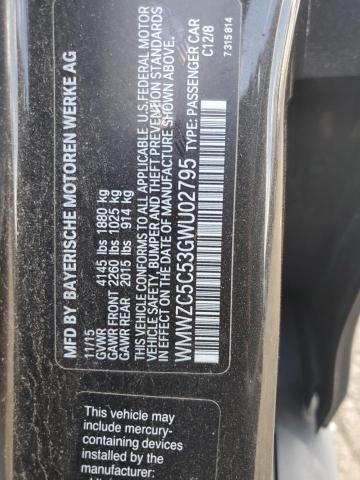 MFD BY BAYERISCHE MOTOREN WERKE AG
11/15
GVWR 4145 lbs 1880 kg
GAWR FRONT 2260 lbs 1025 kg
GAWR REAR 2015 lbs 914 kg
THIS VEHICLE CONFORMS TO ALL APPLICABLE U.S. FEDERAL MOTOR
VEHICLE SAFETY, BUMPER AND THEFT PREVENTION STANDARDS
IN EFFECT ON THE DATE OF MANUFACTURE SHOWN ABOVE.
WMWZC5C53GWU02795 TYPE: PASSENGER CAR
C12/8
7315814
This vehicle may
include mercury-
containing devices
installed by the